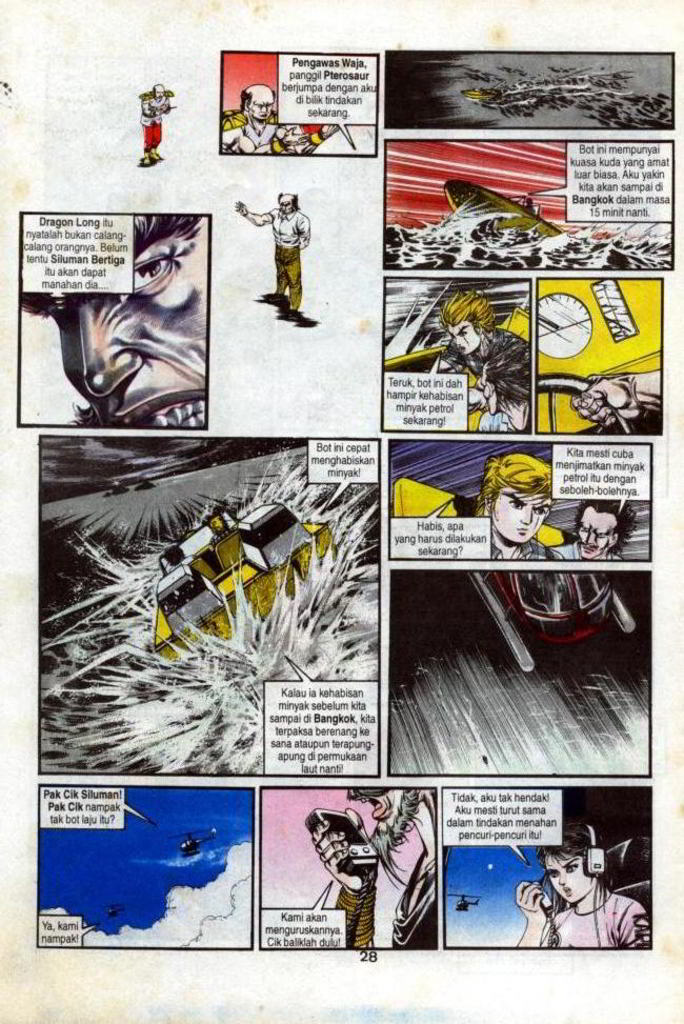 Pengawas Waja,
panggil Pterosaur
berjumpa dengan aku
di bilik tindakan
sekarang.
Dragon Long itu
nyatalah bukan calang-
calang orangnya. Belum
tentu Siluman Bertiga
itu akan dapat
manahan dia....
Bot ini mempunyai
kuasa kuda yang amat
luar biasa. Aku yakin
kita akan sampai di
Bangkok dalam masa
15 minit nanti.
Teruk, bot ini dah
hampir kehabisan
minyak petrol
sekarang!
Bot ini cepat
menghabiskan
minyak!
Kalau ia kehabisan
minyak sebelum kita
sampai di Bangkok, kita
terpaksa berenang ke
sana ataupun terapung-
apung di permukaan
laut nanti!
Kita mesti cuba
menjimatkan minyak
petrol itu dengan
seboleh-bolehnya.
Habis, apa
yang harus dilakukan
sekarang?
Pak Cik Siluman!
Pak Cik nampak
tak bot laju itu?
Ya, kami
nampak!
Kami akan
menguruskannya.
Cik baliklah dulu!
Tidak, aku tak hendak!
Aku mesti turut sama
dalam tindakan menahan
pencuri-pencuri itu!
28